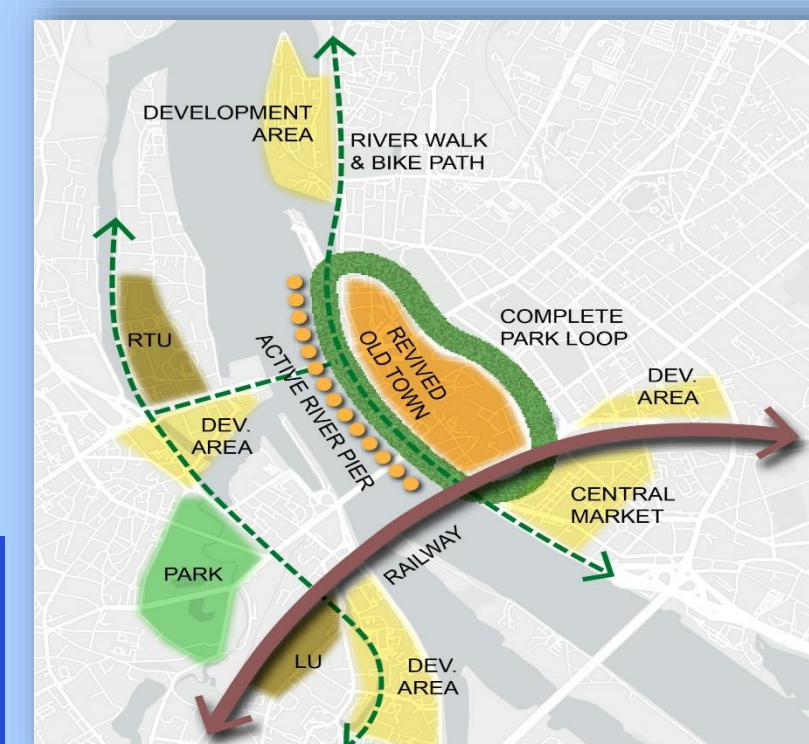 DEVELOPMENT
AREA
RIVER WALK
& BIKE PATH
COMPLETE
PARK LOOP
REVIVED
OLD TOWN
RTU
ACTIVE RIVER PIER
DEV.
AREA
DEV.
AREA
CENTRAL
MARKET
RAILWAY
PARK
LU
DEV.
AREA